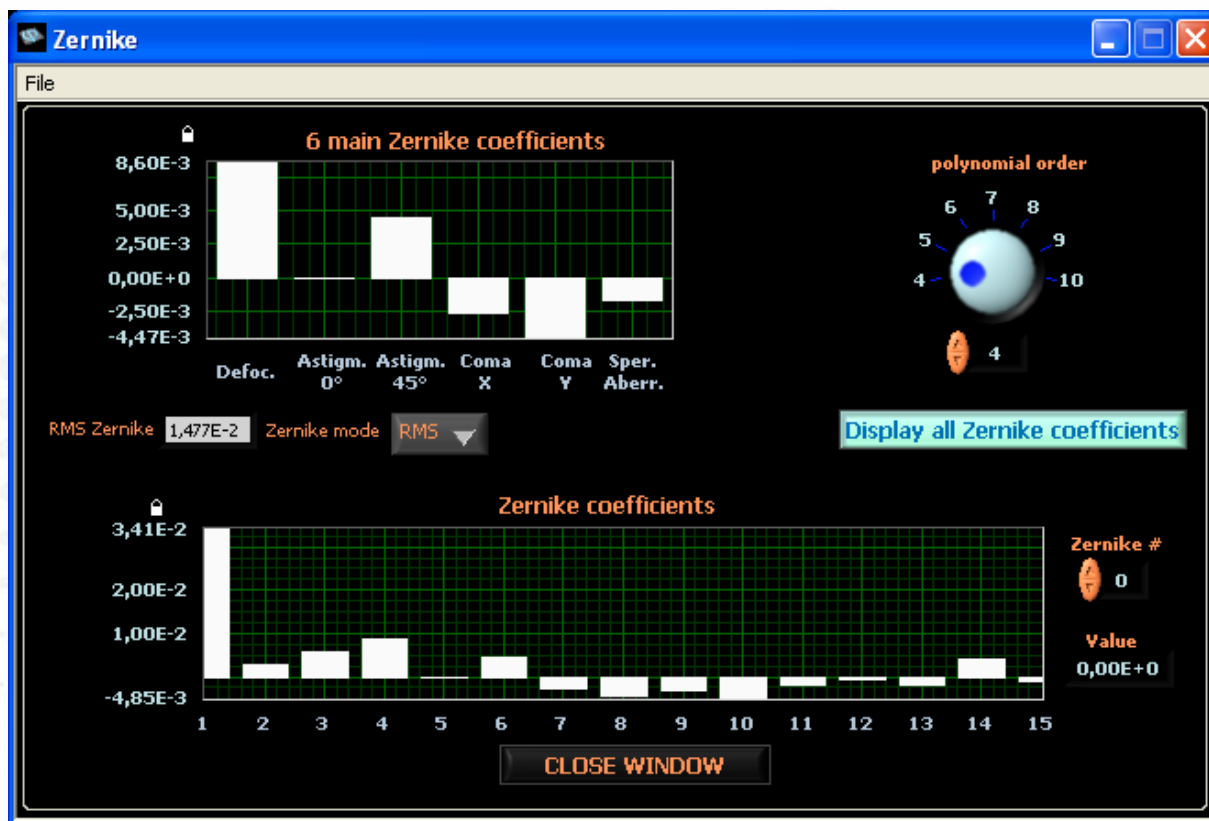 Zernike
File
6 main Zernike coefficients
8,60E-3
5,00E-3
2,50E-3
0,00E+0
-2,50E-3
-4,47E-3
Defoc.
Astigm. 0°
Astigm. 45°
Coma X
Coma Y
Sper. Aberr.
polynomial order
4 5 6 7 8 9 10
4
RMS Zernike 1,477E-2 Zernike mode RMS
Display all Zernike coefficients
Zernike coefficients
3,41E-2
2,00E-2
1,00E-2
-4,85E-3
1 2 3 4 5 6 7 8 9 10 11 12 13 14 15
Zernike #
0
Value
0,00E+0
CLOSE WINDOW